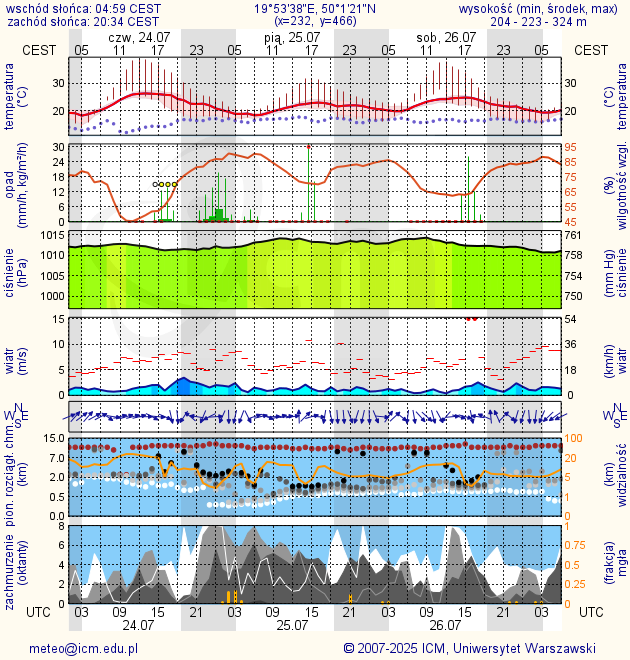 wschód słońca: 04:59 CEST 19°53'38"E, 50°1'21"N wysokość (min, środek, max)
zachód słońca: 20:34 CEST (x=232, y=466) 204 - 223 - 324 m
czw, 24.07 pią, 25.07 sob, 26.07
CEST 05 11 17 23 05 11 17 23 05 11 17 23 05 CEST
temperatura (°C) 30 20 30 20 temperatura (°C)
opad (mm/h. kg/m²/h) 30 24 18 12 6 0 95 85 75 65 55 45 (%) wilgotność wzgl.
ciśnienie (hPa) 1015 1010 1005 1000 761 758 754 750 (mm Hg) ciśnienie
wiatr (m/s) 15 10 5 0 54 36 18 0 (km/h) wiatr
N W E S N W E S
pion. rozciągł. chm. (km) 15.0 7.0 2.0 0.5 0.0 100 20 5 1 0 (km) widzialność
zachmurzenie (oktanty) 8 6 4 2 0 1 0.75 0.5 0.25 0 (frakcja) mgła
UTC 03 09 15 21 03 09 15 21 03 09 15 21 03 UTC
24.07 25.07 26.07
meteo@icm.edu.pl © 2007-2025 ICM, Uniwersytet Warszawski